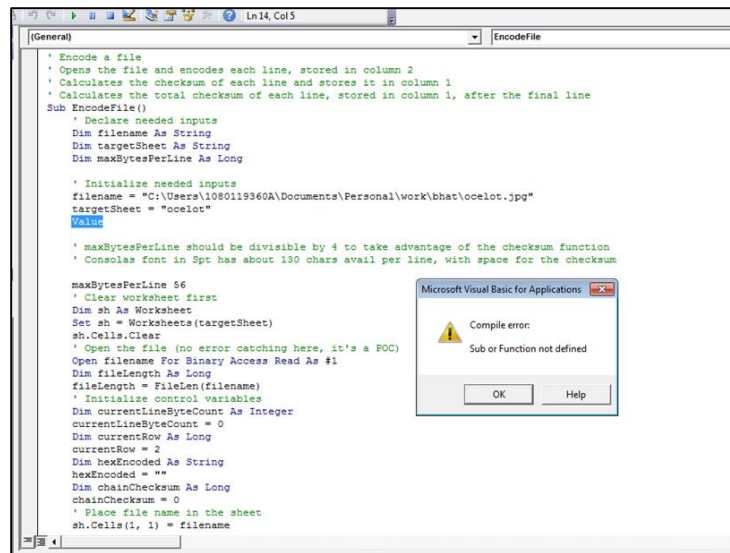 Ln 14, Col 5
(General)
EncodeFile
' Encode a file
' Opens the file and encodes each line, stored in column 2
' Calculates the checksum of each line and stores it in column 1
' Calculates the total checksum of each line, stored in column 1, after the final line
Sub EncodeFile()
' Declare needed inputs
Dim filename As String
Dim targetSheet As String
Dim maxBytesPerLine As Long
' Initialize needed inputs
filename = "C:\Users\1080119360A\Documents\Personal\work\bhat\ocelot.jpg"
targetSheet = "ocelot"
Value
' maxBytesPerLine should be divisible by 4 to take advantage of the checksum function
' Consolas font in Spt has about 130 chars avail per line, with space for the checksum
maxBytesPerLine 56
' Clear worksheet first
Dim sh As Worksheet
Set sh = Worksheets(targetSheet)
sh.Cells.Clear
' Open the file (no error catching here, it's a POC)
Open filename For Binary Access Read As #1
Dim fileLength As Long
fileLength = FileLen(filename)
' Initialize control variables
Dim currentLineByteCount As Integer
currentLineByteCount = 0
Dim currentRow As Long
currentRow = 2
Dim hexEncoded As String
hexEncoded = ""
Dim chainChecksum As Long
chainChecksum = 0
' Place file name in the sheet
sh.Cells(1, 1) = filename
Microsoft Visual Basic for Applications
Compile error:
Sub or Function not defined
OK
Help